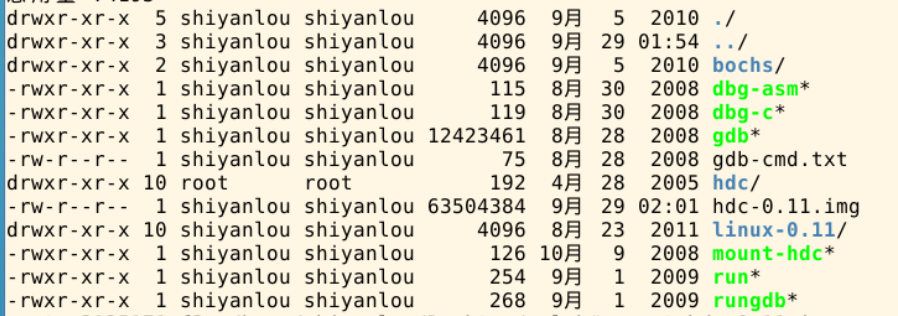 drwxr-xr-x  5 shiyanlou shiyanlou     4096  9月  5  2010 ./
drwxr-xr-x  3 shiyanlou shiyanlou     4096  9月 29 01:54 ../
drwxr-xr-x  2 shiyanlou shiyanlou     4096  9月  5  2010 bochs/
-rwxr-xr-x  1 shiyanlou shiyanlou      115  8月 30  2008 dbg-asm*
-rwxr-xr-x  1 shiyanlou shiyanlou      119  8月 30  2008 dbg-c*
-rwxr-xr-x  1 shiyanlou shiyanlou 12423461  8月 28  2008 gdb*
-rw-r--r--  1 shiyanlou shiyanlou       75  8月 28  2008 gdb-cmd.txt
drwxr-xr-x 10 root      root           192  4月 28  2005 hdc/
-rw-r--r--  1 shiyanlou shiyanlou 63504384  9月 29 02:01 hdc-0.11.img
drwxr-xr-x 10 shiyanlou shiyanlou     4096  8月 23  2011 linux-0.11/
-rwxr-xr-x  1 shiyanlou shiyanlou      126 10月  9  2008 mount-hdc*
-rwxr-xr-x  1 shiyanlou shiyanlou      254  9月  1  2009 run*
-rwxr-xr-x  1 shiyanlou shiyanlou      268  9月  1  2009 rungdb*